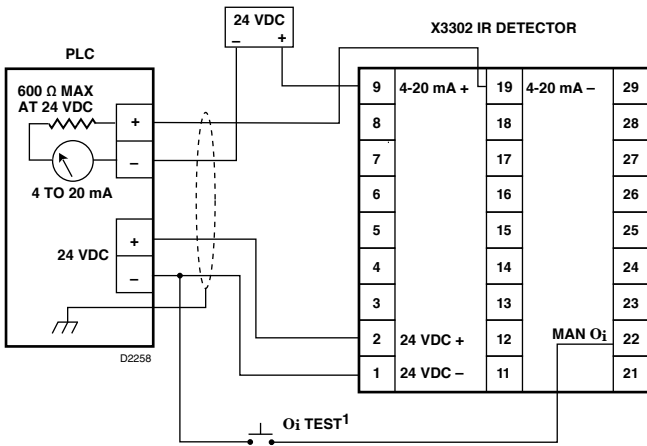 24 VDC
– +
X3302 IR DETECTOR
PLC
600 Ω MAX
AT 24 VDC
+
–
4 TO 20 mA
24 VDC
+
–
D2258
9 4-20 mA + 19 4-20 mA – 29
8 18 28
7 17 27
6 16 26
5 15 25
4 14 24
3 13 23
2 24 VDC + 12 MAN Oi 22
1 24 VDC – 11 21
Oi TEST1